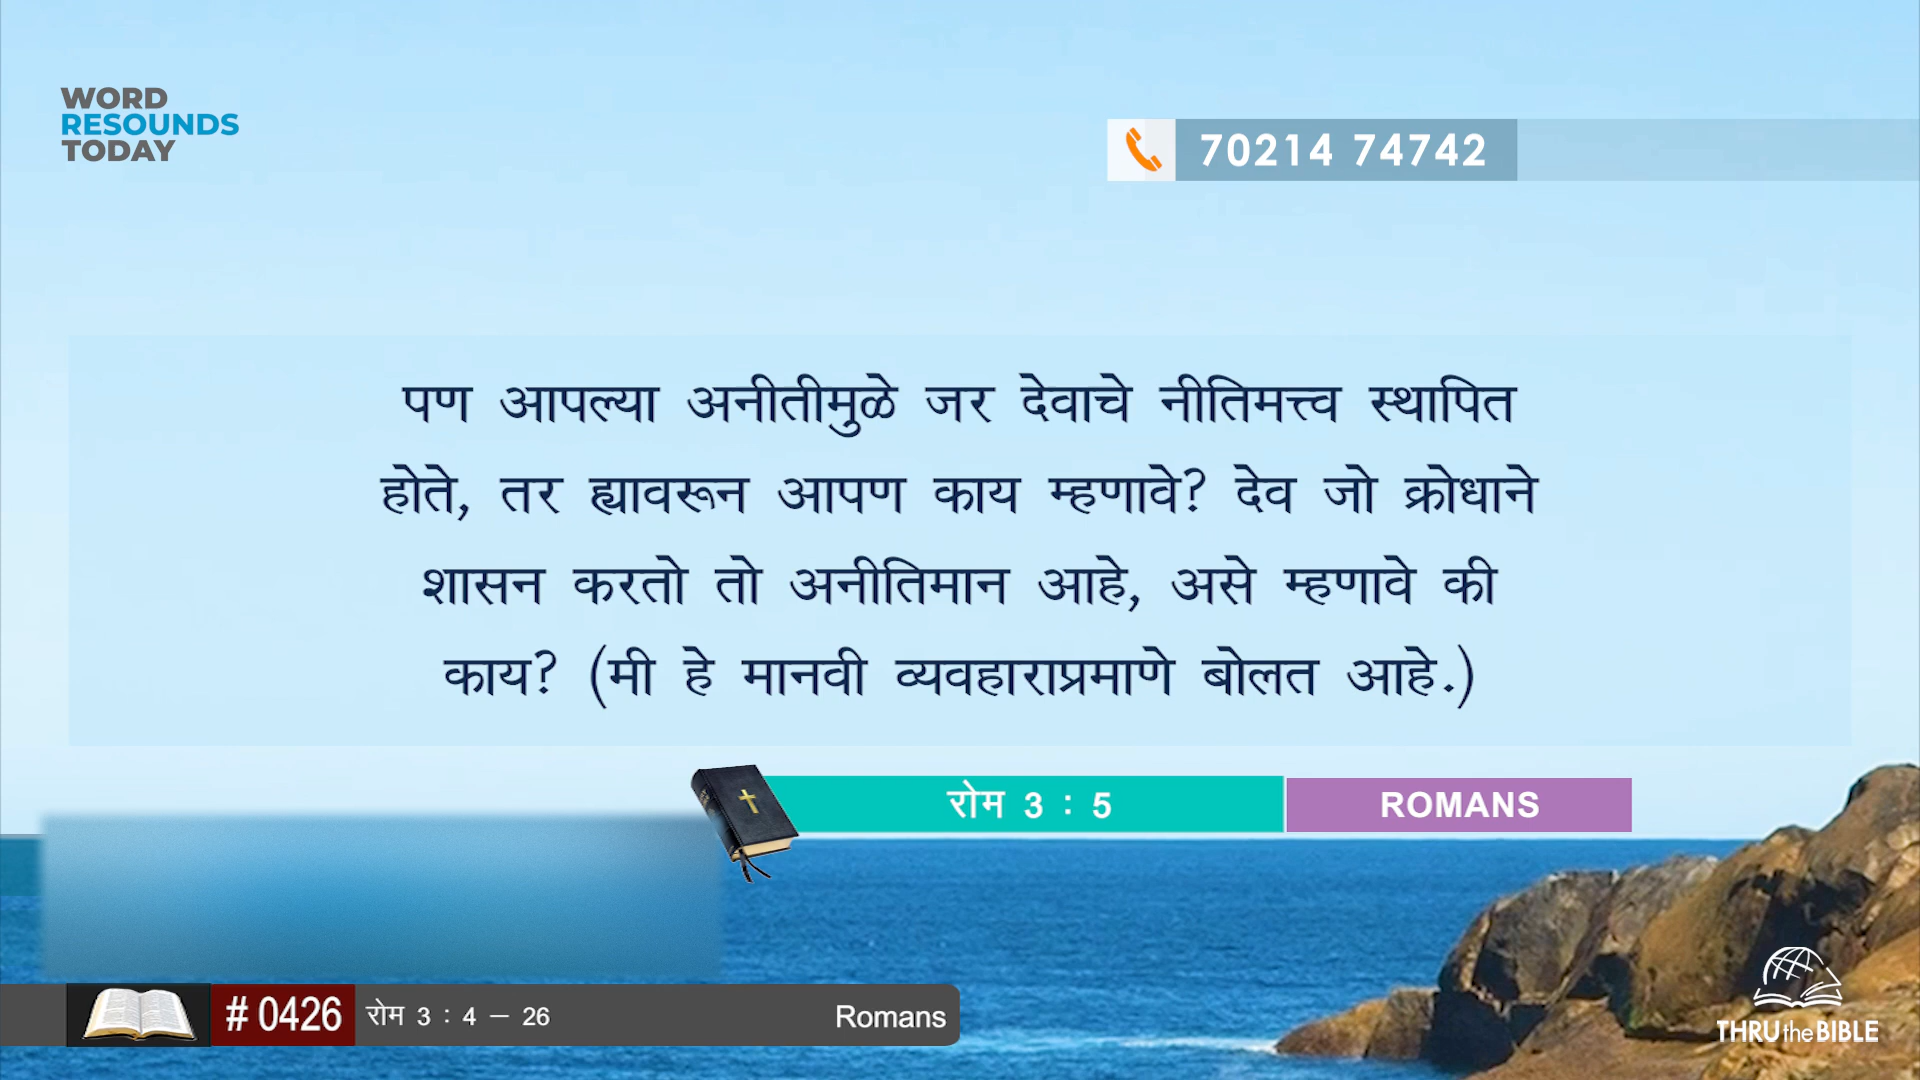 WORD
RESOUNDS
TODAY
70214 74742
पण आपल्या अनीतीमुळे जर देवाचे नीतिमत्त्व स्थापित
होते, तर ह्यावरून आपण काय म्हणावे? देव जो क्रोधाने
शासन करतो तो अनीतिमान आहे, असे म्हणावे की
काय? (मी हे मानवी व्यवहाराप्रमाणे बोलत आहे.)
रोम 3 : 5
ROMANS
# 0426
रोम 3 : 4 – 26
Romans
THRU the BIBLE